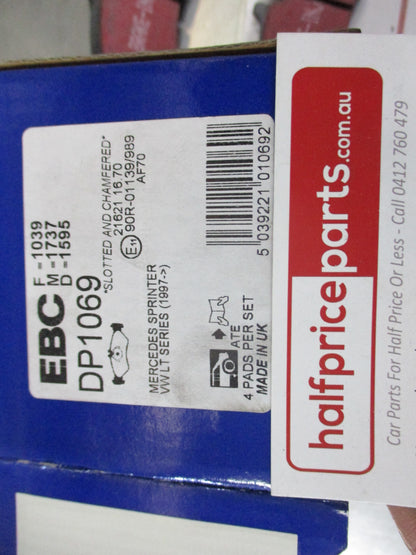 EBC
F =1039
M =1737
D =1595
DP1069
*SLOTTED AND CHAMFERED*
21621 16 70
E11 90R-01139/989
AF70
MERCEDES SPRINTER
VW LT SERIES (1997->)
ATE
4 PADS PER SET
MADE IN UK
5 039221 010692
halfpriceparts.com.au
Car Parts For Half Price Or Less - Call 0412 760 479